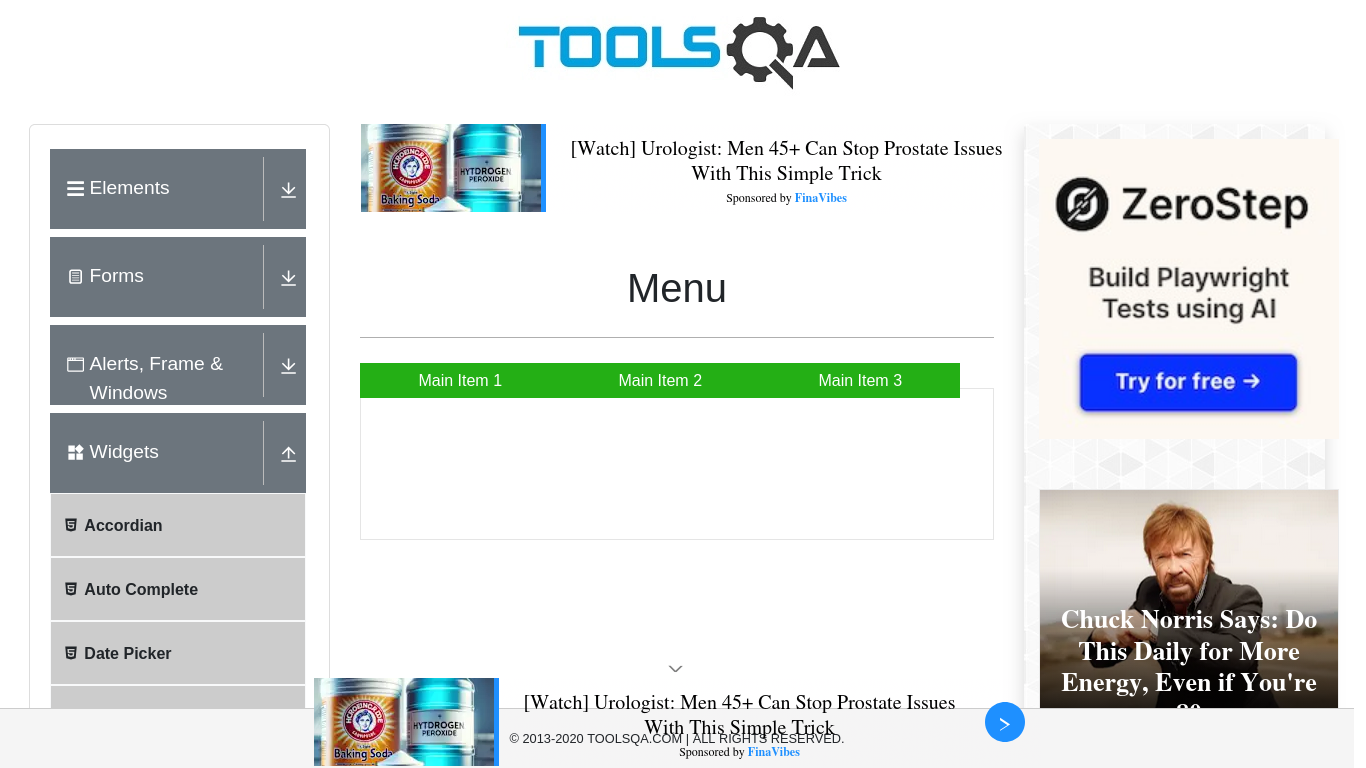 TOOLSQA
Elements
Forms
Alerts, Frame &
Windows
Widgets
Accordian
Auto Complete
Date Picker
Baking Soda
HYTDROGEN
PEROXIDE
[Watch] Urologist: Men 45+ Can Stop Prostate Issues
With This Simple Trick
Sponsored by FinaVibes
Menu
Main Item 1
Main Item 2
Main Item 3
ZeroStep
Build Playwright
Tests using AI
Try for free →
Chuck Norris Says: Do
This Daily for More
Energy, Even if You're
Baking Soda
HYTDROGEN
PEROXIDE
[Watch] Urologist: Men 45+ Can Stop Prostate Issues
With This Simple Trick
Sponsored by FinaVibes
© 2013-2020 TOOLSQA.COM | ALL RIGHTS RESERVED.